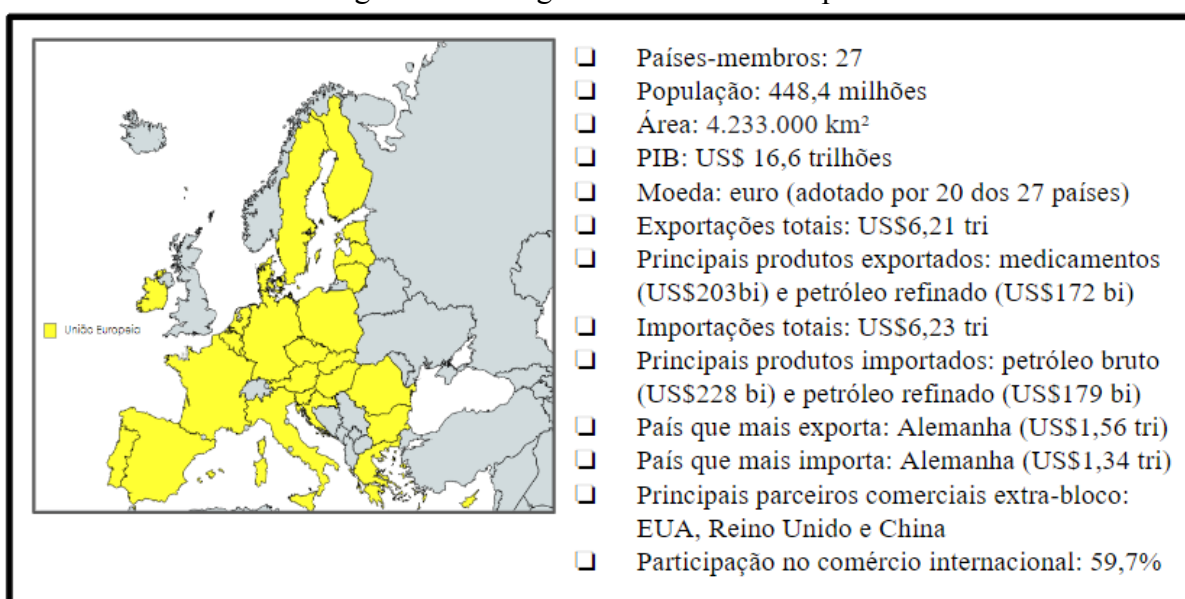 União Europeia
Países-membros: 27
População: 448,4 milhões
Área: 4.233.000 km²
PIB: US$ 16,6 trilhões
Moeda: euro (adotado por 20 dos 27 países)
Exportações totais: US$6,21 tri
Principais produtos exportados: medicamentos
(US$203bi) e petróleo refinado (US$172 bi)
Importações totais: US$6,23 tri
Principais produtos importados: petróleo bruto
(US$228 bi) e petróleo refinado (US$179 bi)
País que mais exporta: Alemanha (US$1,56 tri)
País que mais importa: Alemanha (US$1,34 tri)
Principais parceiros comerciais extra-bloco:
EUA, Reino Unido e China
Participação no comércio internacional: 59,7%